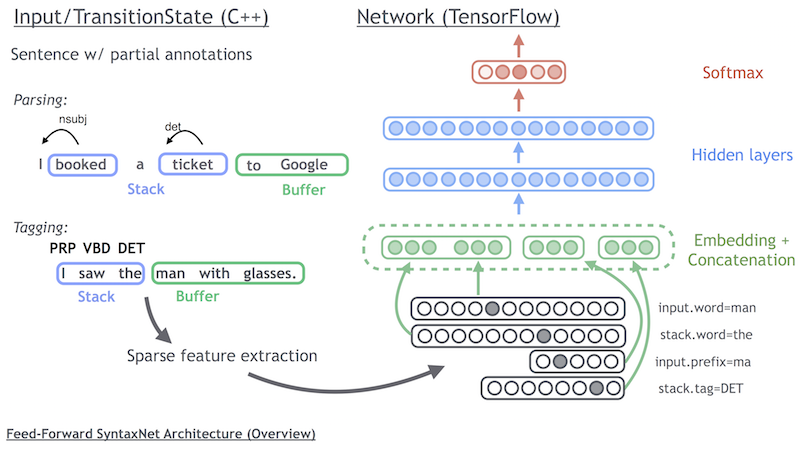 Input/TransitionState (C++)
Network (TensorFlow)
Sentence w/ partial annotations
Parsing:
nsubj
det
I booked a ticket to Google
Stack
Buffer
Tagging:
PRP VBD DET
I saw the man with glasses.
Stack
Buffer
Sparse feature extraction
Softmax
Hidden layers
Embedding +
Concatenation
input.word=man
stack.word=the
input.prefix=ma
stack.tag=DET
Feed-Forward SyntaxNet Architecture (Overview)